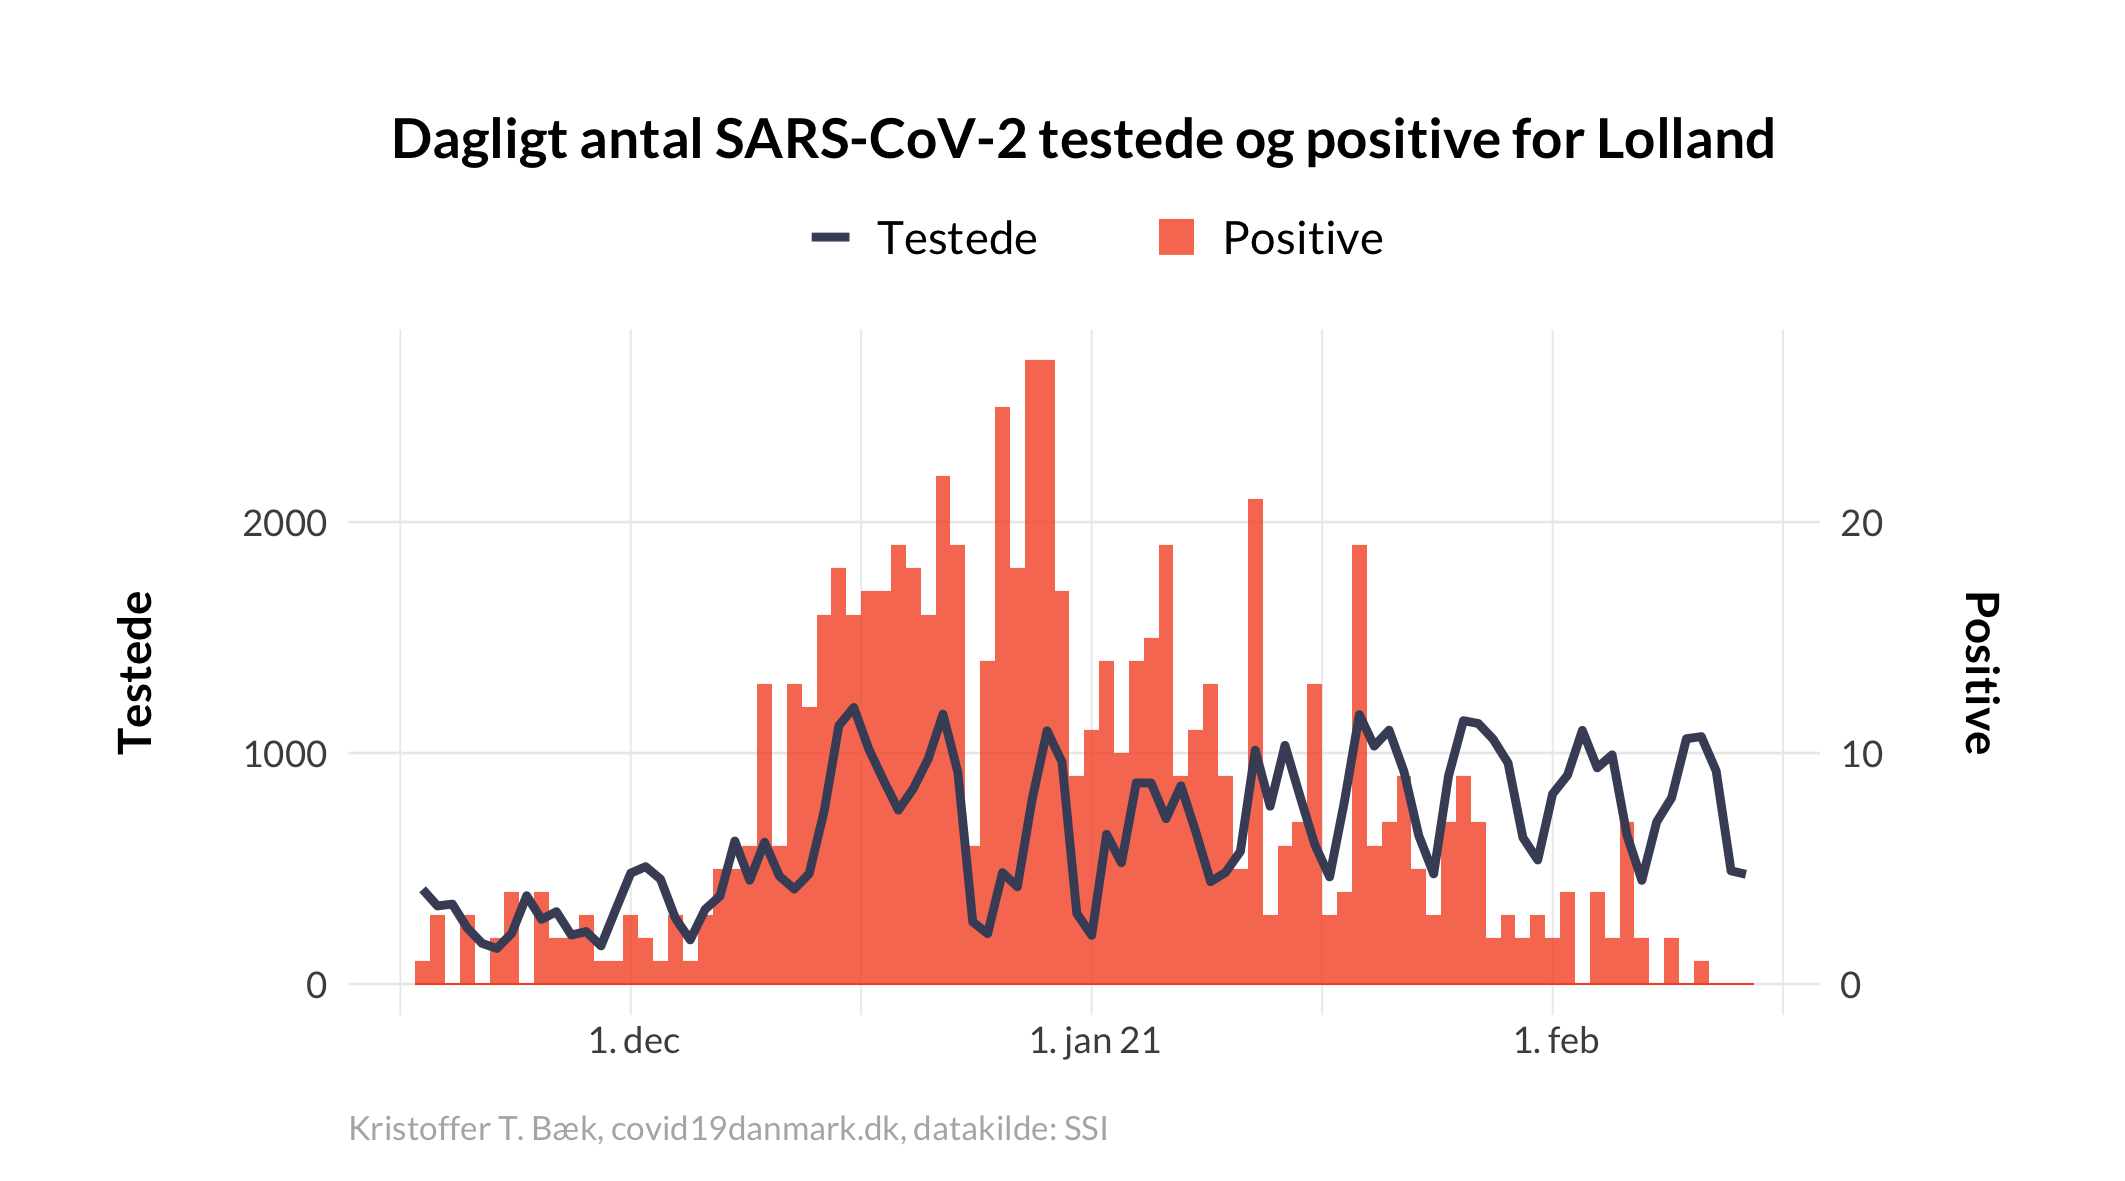 Dagligt antal SARS-CoV-2 testede og positive for Lolland
Testede
Positive
2000
1000
0
Testede
20
10
0
Positive
1. dec
1. jan 21
1. feb
Kristoffer T. Bæk, covid19danmark.dk, datakilde: SSI